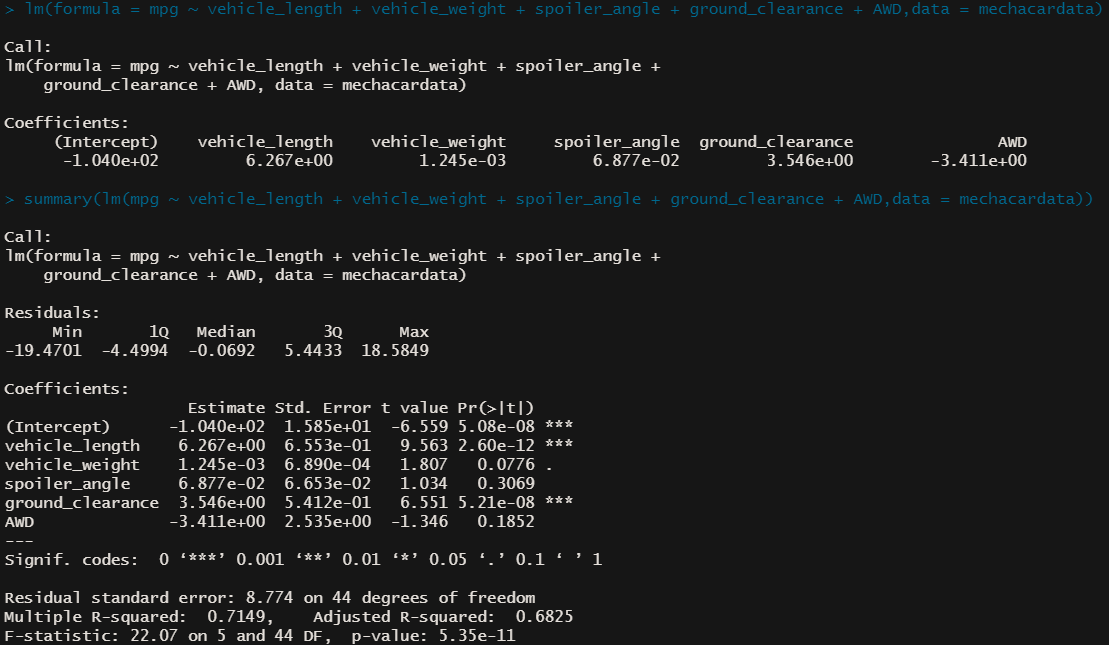 > lm(formula = mpg ~ vehicle_length + vehicle_weight + spoiler_angle + ground_clearance + AWD,data = mechacardata)
Call:
lm(formula = mpg ~ vehicle_length + vehicle_weight + spoiler_angle +
    ground_clearance + AWD, data = mechacardata)
Coefficients:
     (Intercept)    vehicle_length    vehicle_weight     spoiler_angle  ground_clearance               AWD
      -1.040e+02         6.267e+00         1.245e-03         6.877e-02         3.546e+00        -3.411e+00
> summary(lm(mpg ~ vehicle_length + vehicle_weight + spoiler_angle + ground_clearance + AWD,data = mechacardata))
Call:
lm(formula = mpg ~ vehicle_length + vehicle_weight + spoiler_angle +
    ground_clearance + AWD, data = mechacardata)
Residuals:
     Min       1Q   Median       3Q      Max
-19.4701  -4.4994  -0.0692   5.4433  18.5849
Coefficients:
                   Estimate Std. Error t value Pr(>|t|)
(Intercept)      -1.040e+02  1.585e+01  -6.559 5.08e-08 ***
vehicle_length    6.267e+00  6.553e-01   9.563 2.60e-12 ***
vehicle_weight    1.245e-03  6.890e-04   1.807   0.0776 .
spoiler_angle     6.877e-02  6.653e-02   1.034   0.3069
ground_clearance  3.546e+00  5.412e-01   6.551 5.21e-08 ***
AWD              -3.411e+00  2.535e+00  -1.346   0.1852
---
Signif. codes:  0 ‘***’ 0.001 ‘**’ 0.01 ‘*’ 0.05 ‘.’ 0.1 ‘ ’ 1
Residual standard error: 8.774 on 44 degrees of freedom
Multiple R-squared:  0.7149,    Adjusted R-squared:  0.6825
F-statistic: 22.07 on 5 and 44 DF,  p-value: 5.35e-11